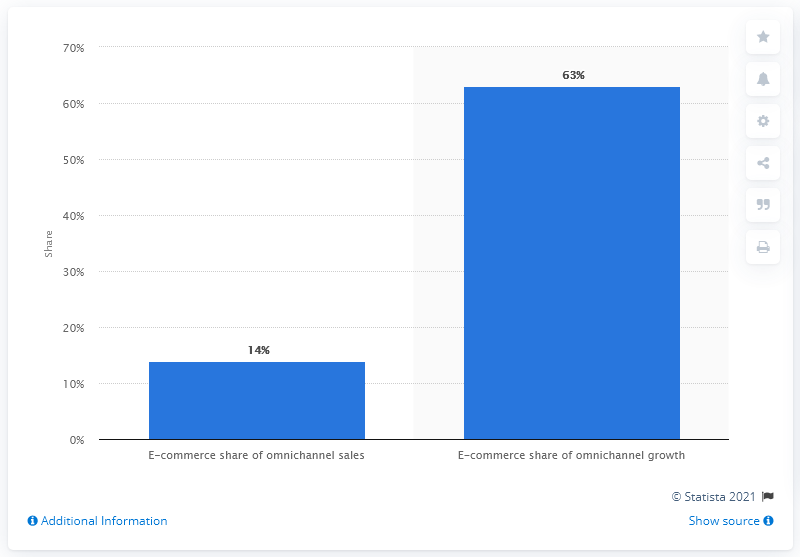 70%
63%
60%
50%
40%
Share
30%
20%
14%
10%
0%
E-commerce share of omnichannel sales
E-commerce share of omnichannel growth
© Statista 2021
Additional Information
Show source